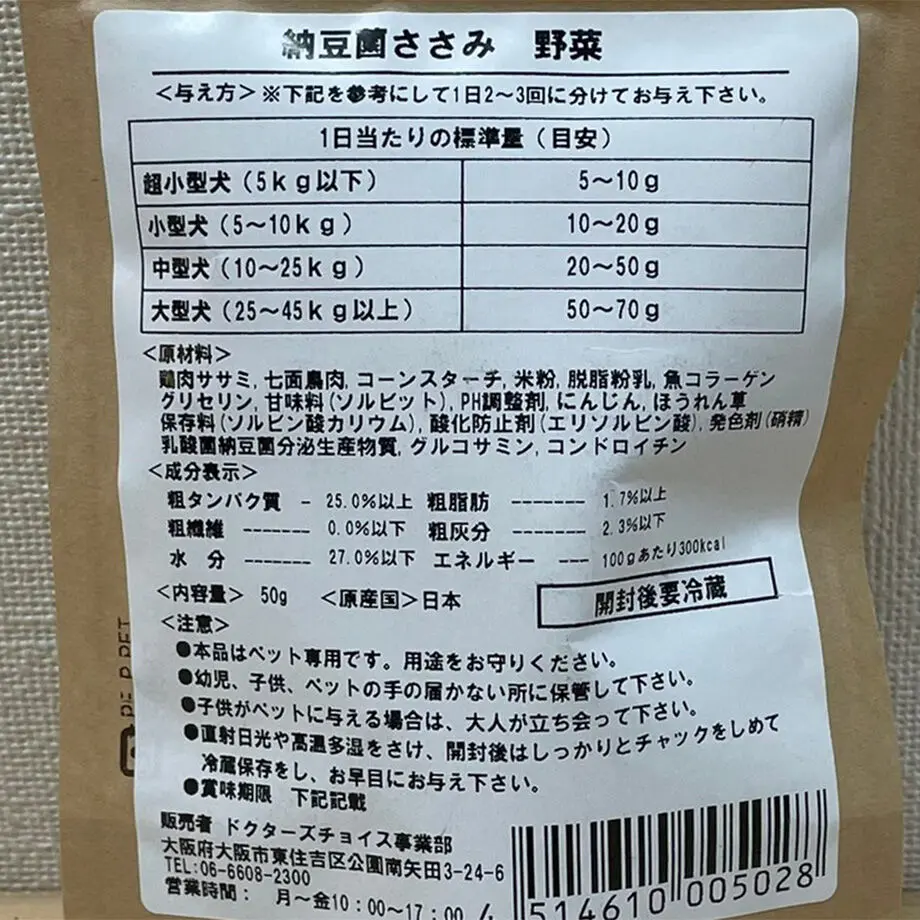 納豆菌ささみ 野菜
<与え方>※下記を参考にして1日2〜3回に分けてお与え下さい。
1日当たりの標準量(目安)
超小型犬(5kg以下) 5〜10g
小型犬(5〜10kg) 10〜20g
中型犬(10〜25kg) 20〜50g
大型犬(25〜45kg以上) 50〜70g
<原材料>
鶏肉ササミ,七面鳥肉,コーンスターチ,米粉,脱脂粉乳,魚コラーゲン
グリセリン,甘味料(ソルビット),PH調整剤,にんじん,ほうれん草
保存料(ソルビン酸カリウム),酸化防止剤(エリソルビン酸),発色剤(硝精)
乳酸菌納豆菌分泌生産物質,グルコサミン,コンドロイチン
<成分表示>
粗タンパク質 - 25.0%以上 粗脂肪 ------- 1.7%以上
粗繊維 ------- 0.0%以下 粗灰分 ------- 2.3%以下
水 分 ------- 27.0%以下 エネルギー --- 100gあたり300kcal
<内容量> 50g <原産国>日本
開封後要冷蔵
<注意>
●本品はペット専用です。用途をお守りください。
●幼児、子供、ペットの手の届かない所に保管して下さい。
●子供がペットに与える場合は、大人が立ち会って下さい。
●直射日光や高温多湿をさけ、開封後はしっかりとチャックをしめて
冷蔵保存をし、お早目にお与え下さい。
●賞味期限 下記記載
販売者 ドクターズチョイス事業部
大阪府大阪市東住吉区公園南矢田3-24-6
TEL:06-6608-2300
営業時間: 月〜金10:00〜17:00
4 514610 005028